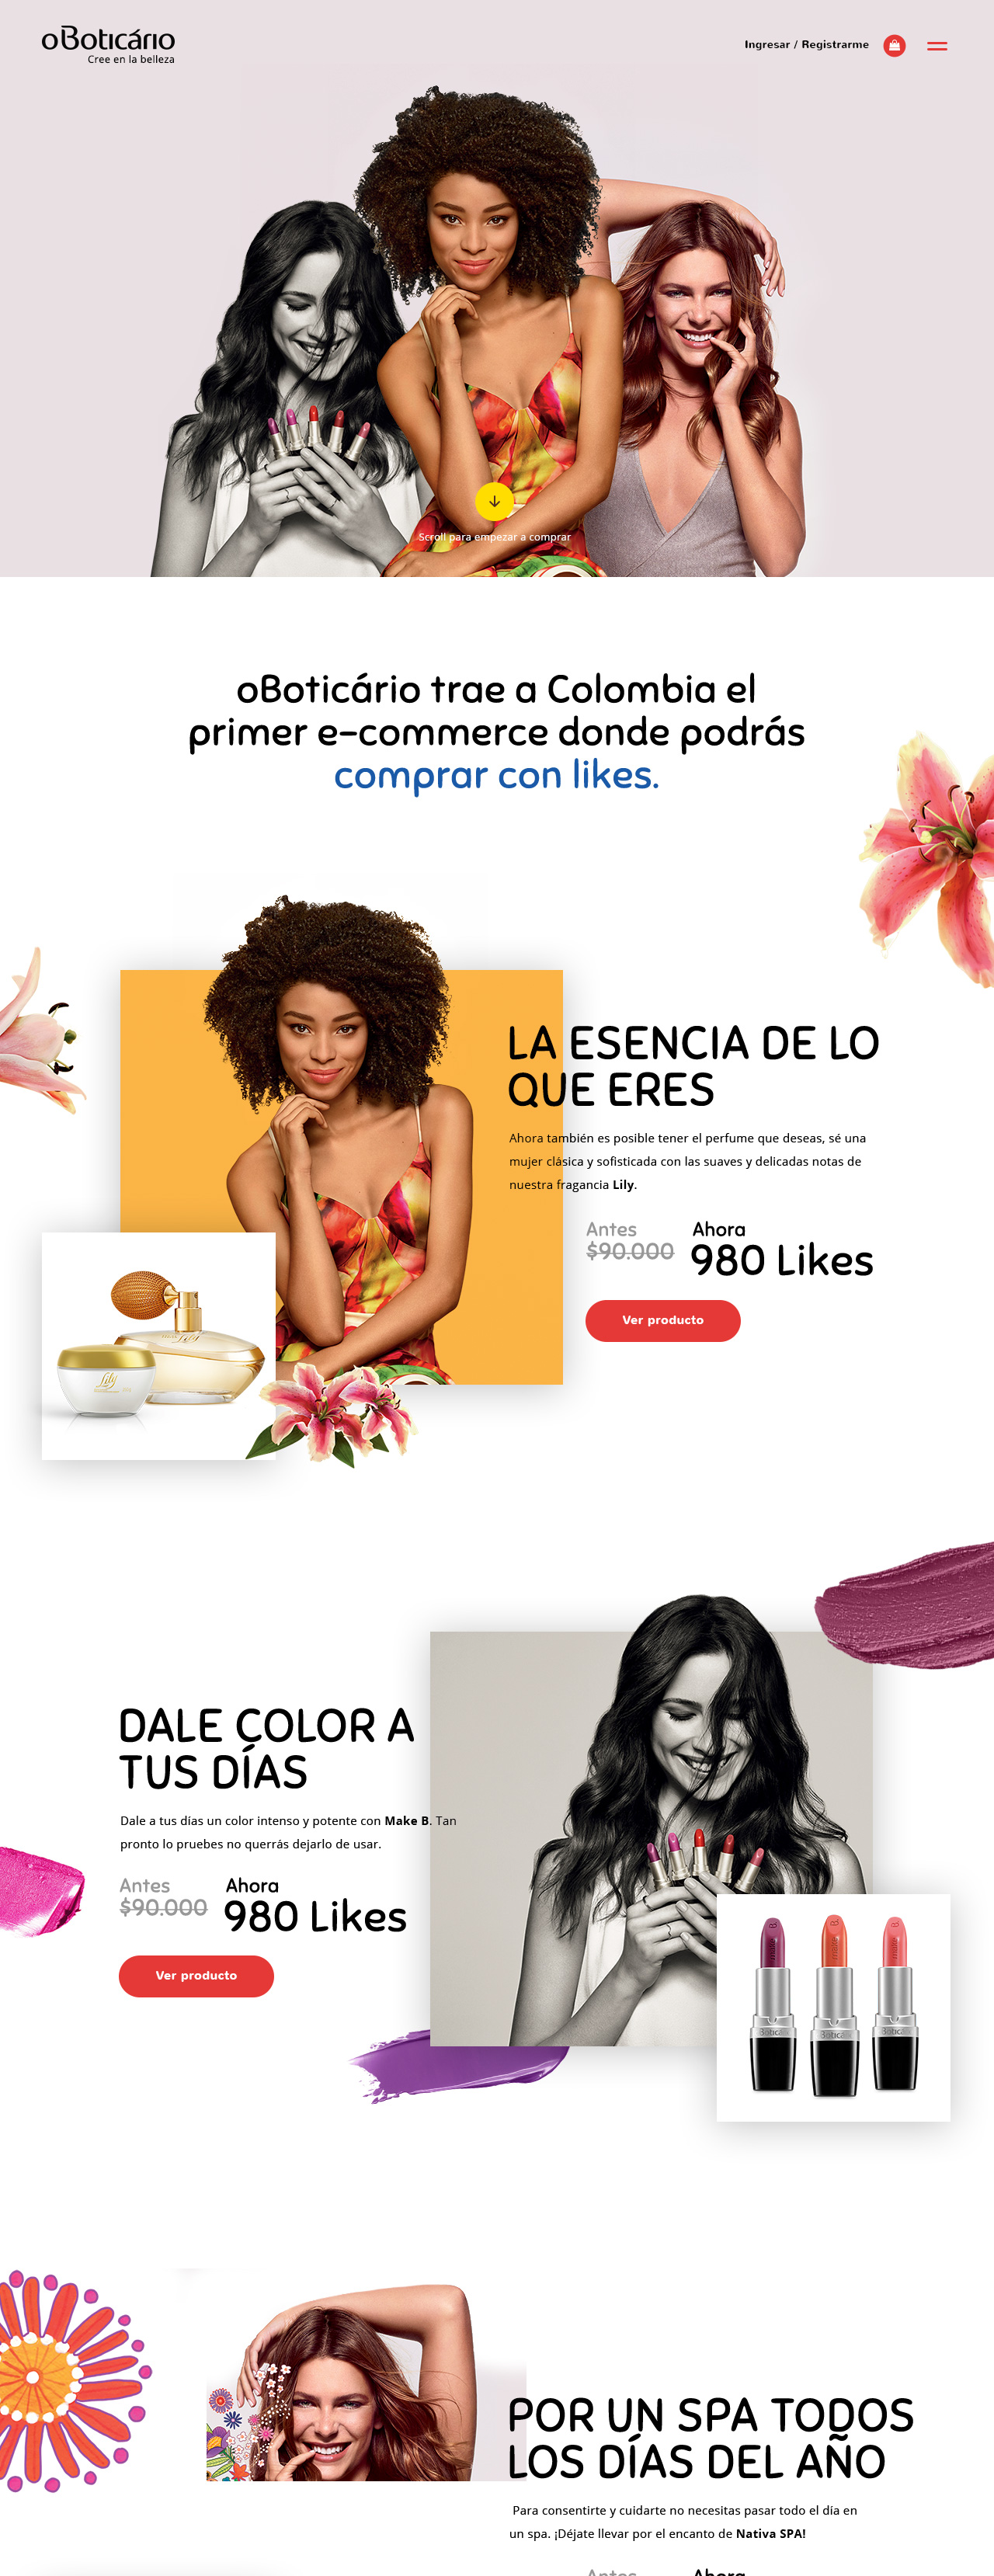 oBoticário
Cree en la belleza
Ingresar / Registrarme
Scroll para empezar a comprar
oBoticário trae a Colombia el
primer e-commerce donde podrás
comprar con likes.
LA ESENCIA DE LO
QUE ERES
Ahora también es posible tener el perfume que deseas, sé una
mujer clásica y sofisticada con las suaves y delicadas notas de
nuestra fragancia Lily.
Antes
$90.000
Ahora
980 Likes
Ver producto
Lily
Lily
DALE COLOR A
TUS DÍAS
Dale a tus días un color intenso y potente con Make B. Tan
pronto lo pruebes no querrás dejarlo de usar.
Antes
$90.000
Ahora
980 Likes
Ver producto
POR UN SPA TODOS
LOS DÍAS DEL AÑO
Para consentirte y cuidarte no necesitas pasar todo el día en
un spa. ¡Déjate llevar por el encanto de Nativa SPA!
Antes
Ahora